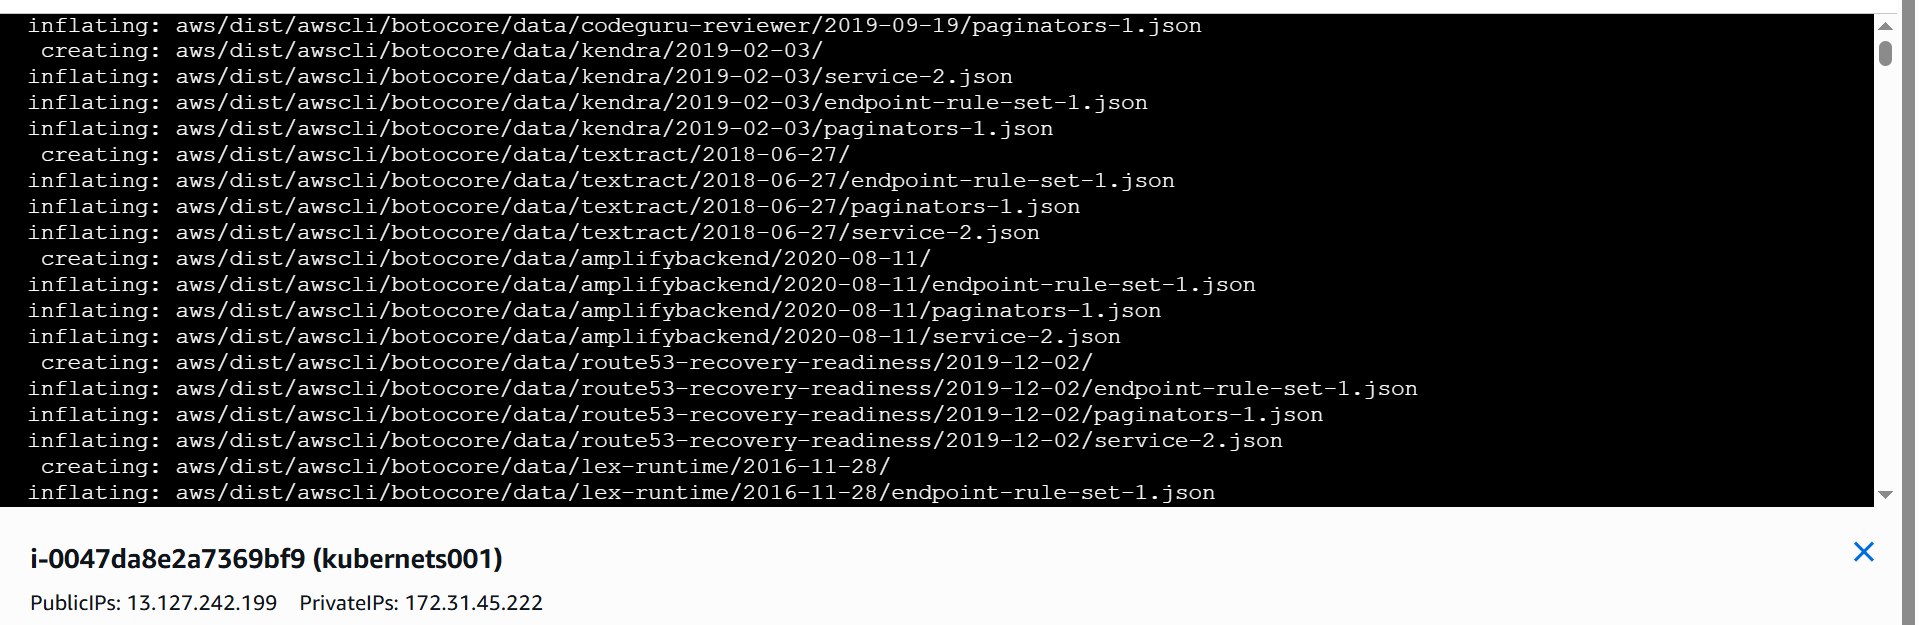 inflating: aws/dist/awscli/botocore/data/codeguru-reviewer/2019-09-19/paginators-1.json
creating: aws/dist/awscli/botocore/data/kendra/2019-02-03/
inflating: aws/dist/awscli/botocore/data/kendra/2019-02-03/service-2.json
inflating: aws/dist/awscli/botocore/data/kendra/2019-02-03/endpoint-rule-set-1.json
inflating: aws/dist/awscli/botocore/data/kendra/2019-02-03/paginators-1.json
creating: aws/dist/awscli/botocore/data/textract/2018-06-27/
inflating: aws/dist/awscli/botocore/data/textract/2018-06-27/endpoint-rule-set-1.json
inflating: aws/dist/awscli/botocore/data/textract/2018-06-27/paginators-1.json
inflating: aws/dist/awscli/botocore/data/textract/2018-06-27/service-2.json
creating: aws/dist/awscli/botocore/data/amplifybackend/2020-08-11/
inflating: aws/dist/awscli/botocore/data/amplifybackend/2020-08-11/endpoint-rule-set-1.json
inflating: aws/dist/awscli/botocore/data/amplifybackend/2020-08-11/paginators-1.json
inflating: aws/dist/awscli/botocore/data/amplifybackend/2020-08-11/service-2.json
creating: aws/dist/awscli/botocore/data/route53-recovery-readiness/2019-12-02/
inflating: aws/dist/awscli/botocore/data/route53-recovery-readiness/2019-12-02/endpoint-rule-set-1.json
inflating: aws/dist/awscli/botocore/data/route53-recovery-readiness/2019-12-02/paginators-1.json
inflating: aws/dist/awscli/botocore/data/route53-recovery-readiness/2019-12-02/service-2.json
creating: aws/dist/awscli/botocore/data/lex-runtime/2016-11-28/
inflating: aws/dist/awscli/botocore/data/lex-runtime/2016-11-28/endpoint-rule-set-1.json
i-0047da8e2a7369bf9 (kubernets001)
PublicIPs: 13.127.242.199 PrivateIPs: 172.31.45.222